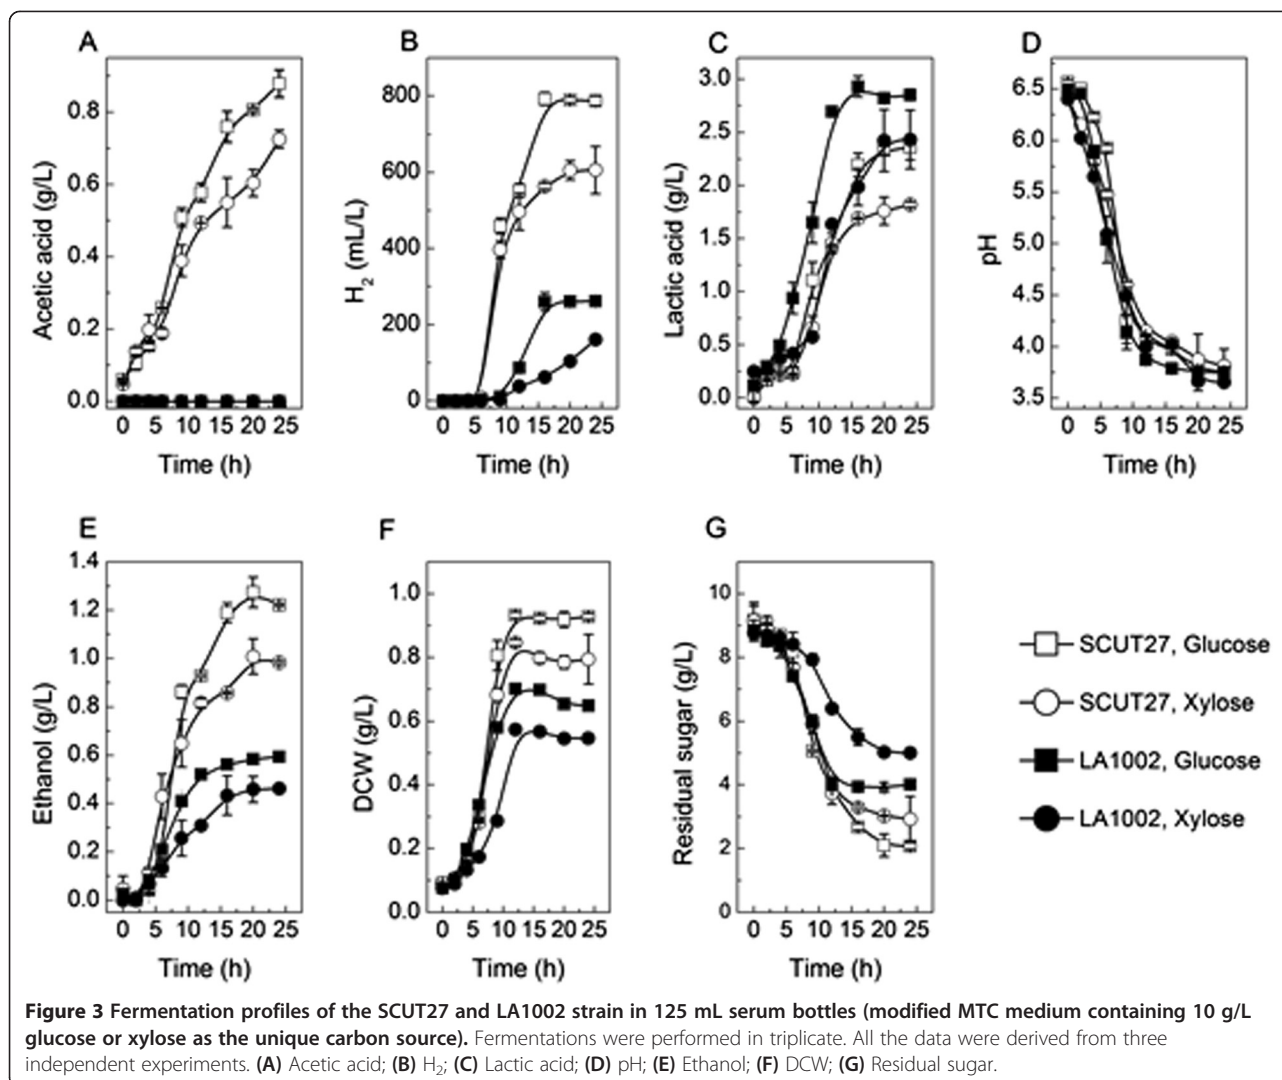 A
B
C
D
Acetic acid (g/L)
0.8
0.6
0.4
0.2
0.0
0 5 10 15 20 25
Time (h)
H2 (mL/L)
800
600
400
200
0
0 5 10 15 20 25
Time (h)
Lactic acid (g/L)
3.0
2.5
2.0
1.5
1.0
0.5
0.0
0 5 10 15 20 25
Time (h)
pH
6.5
6.0
5.5
5.0
4.5
4.0
3.5
0 5 10 15 20 25
Time (h)
E
F
G
Ethanol (g/L)
1.4
1.2
1.0
0.8
0.6
0.4
0.2
0.0
0 5 10 15 20 25
Time (h)
DCW (g/L)
1.0
0.8
0.6
0.4
0.2
0.0
0 5 10 15 20 25
Time (h)
Residual sugar (g/L)
10
8
6
4
2
0
0 5 10 15 20 25
Time (h)
SCUT27, Glucose
SCUT27, Xylose
LA1002, Glucose
LA1002, Xylose
Figure 3 Fermentation profiles of the SCUT27 and LA1002 strain in 125 mL serum bottles (modified MTC medium containing 10 g/L
glucose or xylose as the unique carbon source). Fermentations were performed in triplicate. All the data were derived from three
independent experiments. (A) Acetic acid; (B) H2; (C) Lactic acid; (D) pH; (E) Ethanol; (F) DCW; (G) Residual sugar.